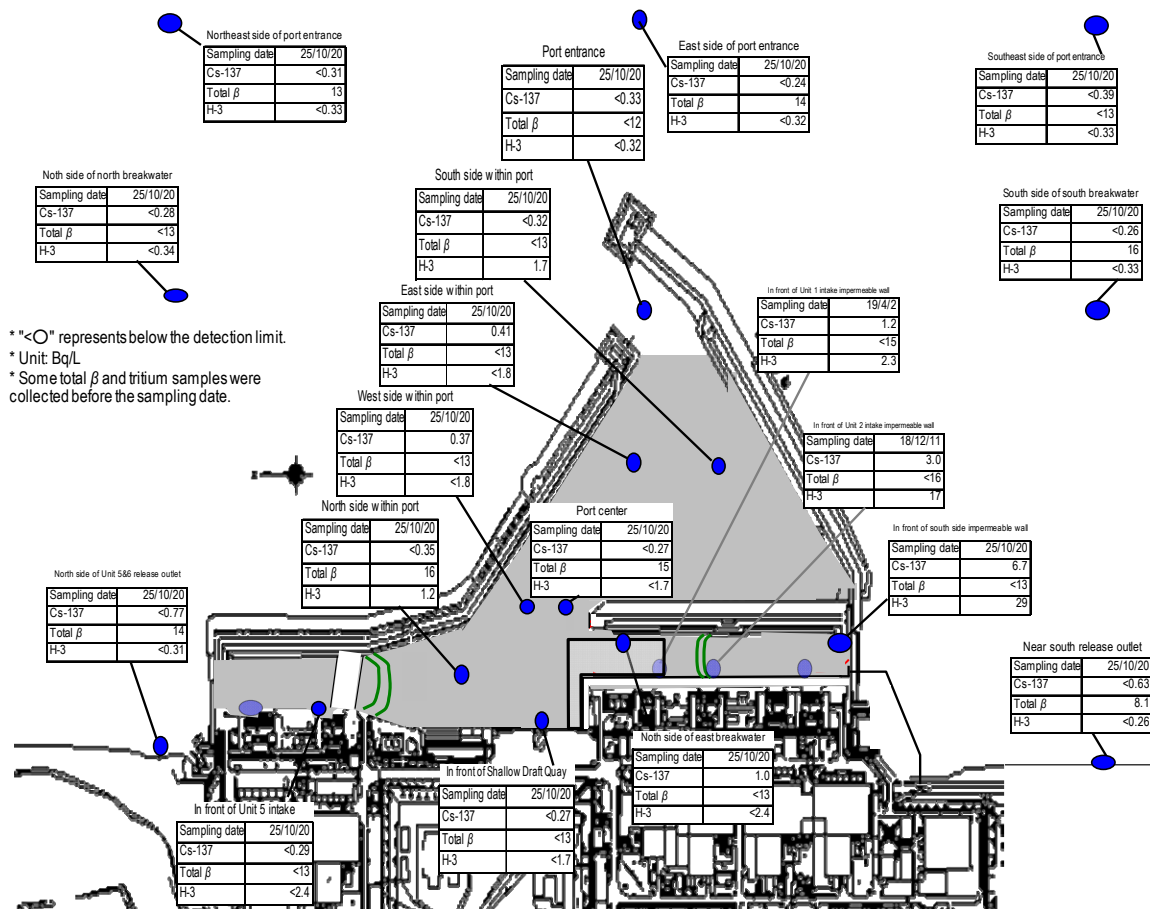 Northeast side of port entrance
Sampling date 25/10/20
Cs-137 <0.31
Total β 13
H-3 <0.33
Port entrance
Sampling date 25/10/20
Cs-137 <0.33
Total β <12
H-3 <0.32
East side of port entrance
Sampling date 25/10/20
Cs-137 <0.24
Total β 14
H-3 <0.32
Southeast side of port entrance
Sampling date 25/10/20
Cs-137 <0.39
Total β <13
H-3 <0.33
Noth side of north breakwater
Sampling date 25/10/20
Cs-137 <0.28
Total β <13
H-3 <0.34
South side within port
Sampling date 25/10/20
Cs-137 <0.32
Total β <13
H-3 1.7
South side of south breakwater
Sampling date 25/10/20
Cs-137 <0.26
Total β 16
H-3 <0.33
* "<○" represents below the detection limit.
* Unit: Bq/L
* Some total β and tritium samples were
collected before the sampling date.
East side within port
Sampling date 25/10/20
Cs-137 0.41
Total β <13
H-3 <1.8
In front of Unit 1 intake impermeable wall
Sampling date 19/4/2
Cs-137 1.2
Total β <15
H-3 2.3
West side within port
Sampling date 25/10/20
Cs-137 0.37
Total β <13
H-3 <1.8
In front of Unit 2 intake impermeable wall
Sampling date 18/12/11
Cs-137 3.0
Total β <16
H-3 17
North side within port
Sampling date 25/10/20
Cs-137 <0.35
Total β 16
H-3 1.2
Port center
Sampling date 25/10/20
Cs-137 <0.27
Total β 15
H-3 <1.7
In front of south side impermeable wall
Sampling date 25/10/20
Cs-137 6.7
Total β <13
H-3 29
North side of Unit 5&6 release outlet
Sampling date 25/10/20
Cs-137 <0.77
Total β 14
H-3 <0.31
Near south release outlet
Sampling date 25/10/20
Cs-137 <0.63
Total β 8.1
H-3 <0.26
Noth side of east breakwater
Sampling date 25/10/20
Cs-137 1.0
Total β <13
H-3 <2.4
In front of Shallow Draft Quay
Sampling date 25/10/20
Cs-137 <0.27
Total β <13
H-3 <1.7
In front of Unit 5 intake
Sampling date 25/10/20
Cs-137 <0.29
Total β <13
H-3 <2.4